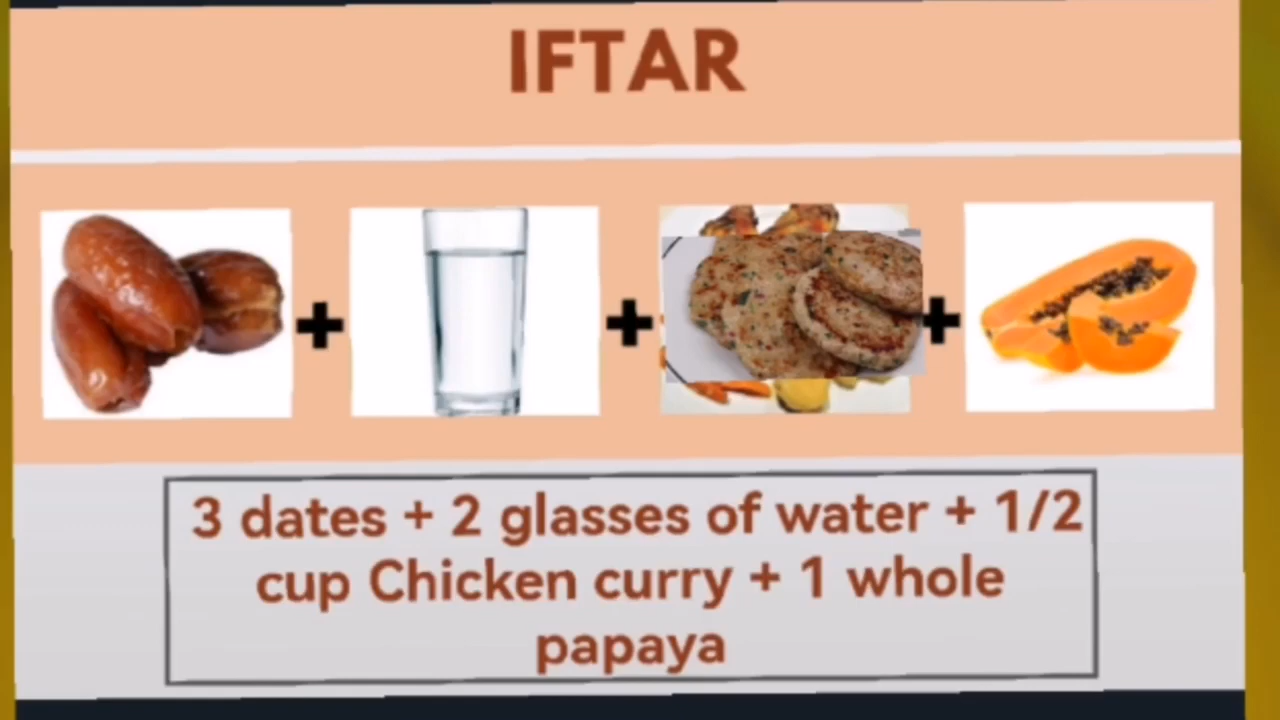 IFTAR
3 dates + 2 glasses of water + 1/2
cup Chicken curry + 1 whole
papaya